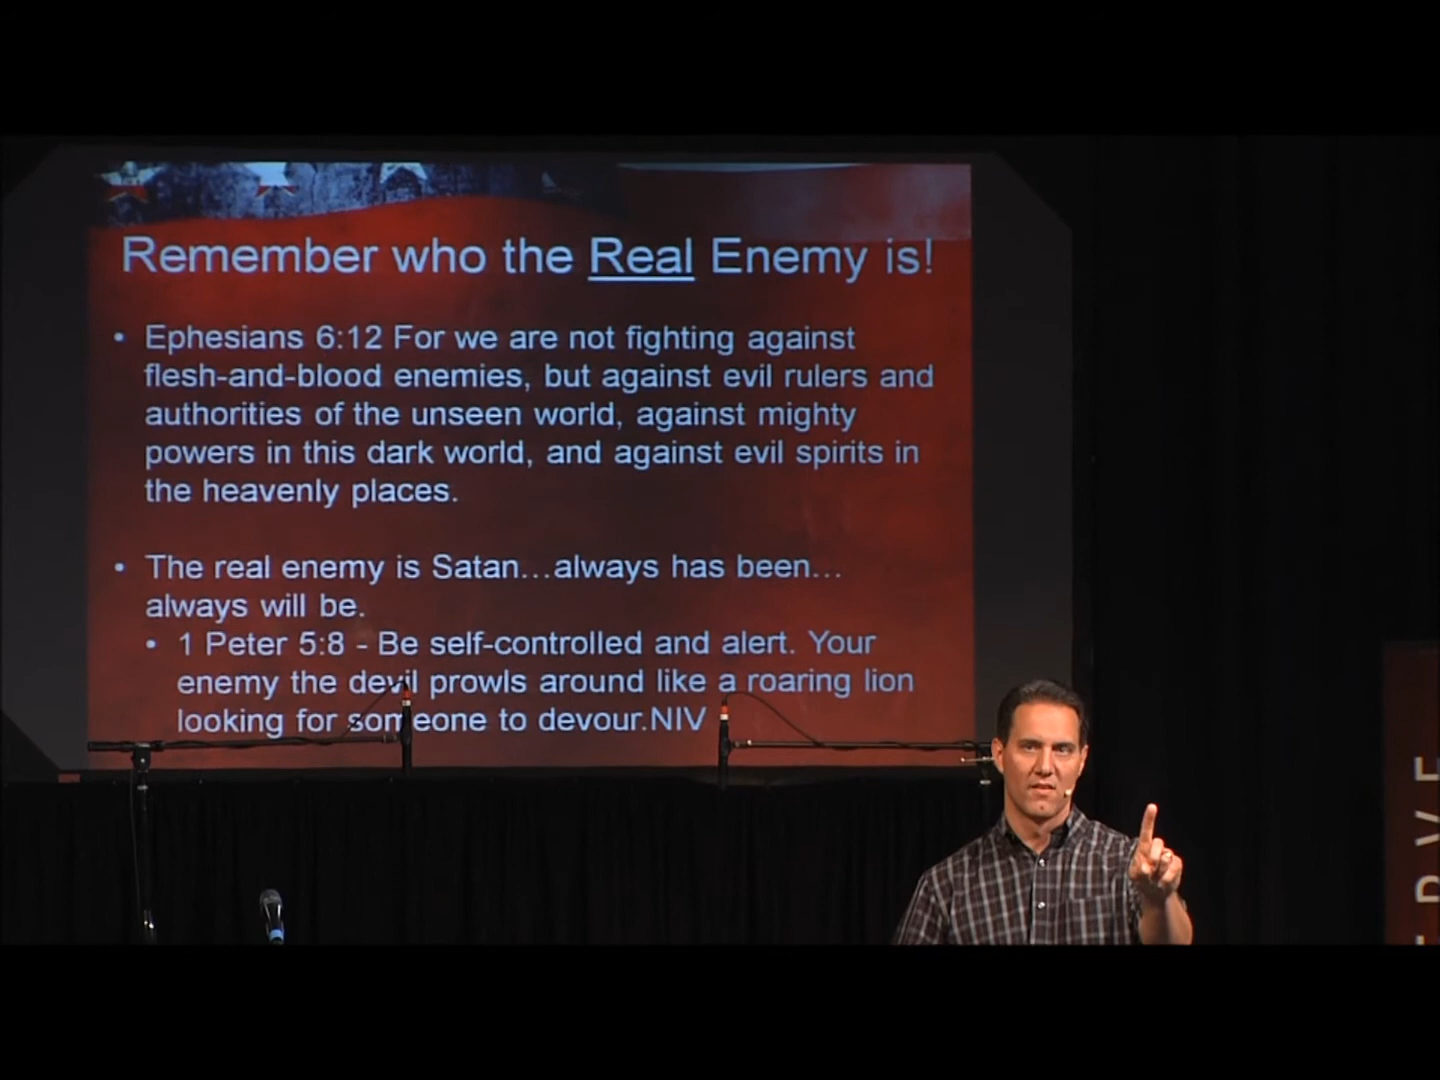 Remember who the Real Enemy is!
• Ephesians 6:12 For we are not fighting against
flesh-and-blood enemies, but against evil rulers and
authorities of the unseen world, against mighty
powers in this dark world, and against evil spirits in
the heavenly places.
• The real enemy is Satan...always has been...
always will be.
• 1 Peter 5:8 - Be self-controlled and alert. Your
enemy the devil prowls around like a roaring lion
looking for someone to devour.NIV